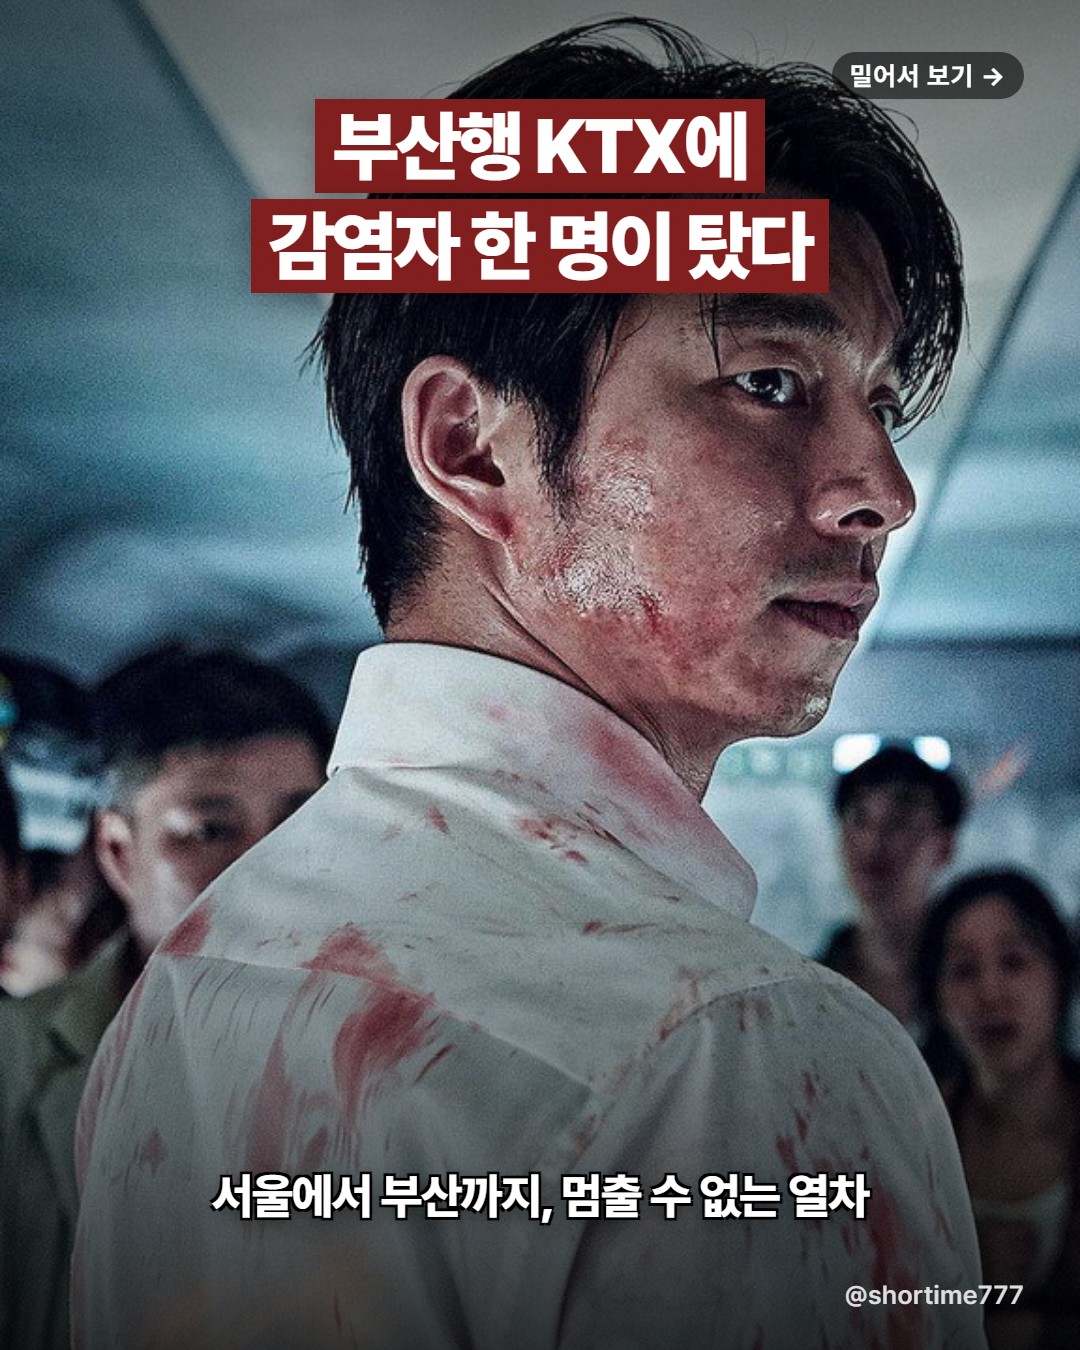 밀어서 보기 →
부산행 KTX에
감염자 한 명이 탔다
서울에서 부산까지, 멈출 수 없는 열차
@shortime777